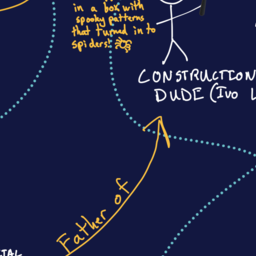 in a box with
spooky patterns
that turned in to
spiders!
CONSTRUCTION
DUDE (Ivo
Father of